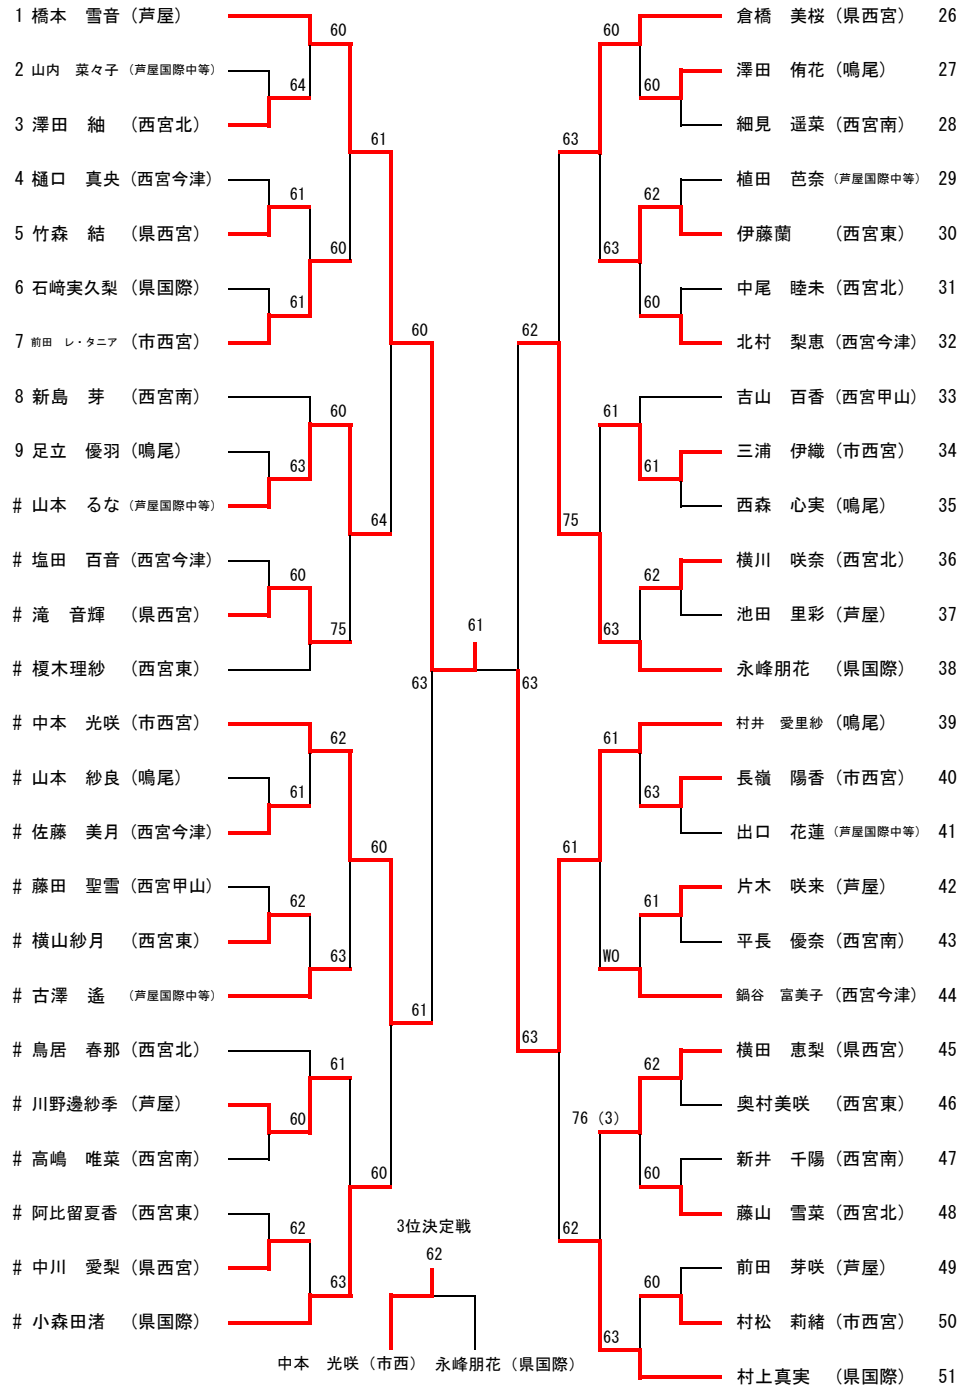 1 橋本 雪音 (芦屋)
2 山内 菜々子 (芦屋国際中等)
3 澤田 紬 (西宮北)
4 樋口 真央 (西宮今津)
5 竹森 結 (県西宮)
6 石﨑実久梨 (県国際)
7 前田 レ・タニア (市西宮)
8 新島 芽 (西宮南)
9 足立 優羽 (鳴尾)
# 山本 るな (芦屋国際中等)
# 塩田 百音 (西宮今津)
# 滝 音輝 (県西宮)
# 榎木理紗 (西宮東)
# 中本 光咲 (市西宮)
# 山本 紗良 (鳴尾)
# 佐藤 美月 (西宮今津)
# 藤田 聖雪 (西宮甲山)
# 横山紗月 (西宮東)
# 古澤 遙 (芦屋国際中等)
# 鳥居 春那 (西宮北)
# 川野邊紗季 (芦屋)
# 高嶋 唯菜 (西宮南)
# 阿比留夏香 (西宮東)
# 中川 愛梨 (県西宮)
# 小森田渚 (県国際)
60
64
61
61
60
61
60
60
63
64
60
75
63
62
61
60
62
63
61
61
60
60
62
63
61
3位決定戦
62
中本 光咲 (市西) 永峰朋花 (県国際)
60
60
63
62
63
60
62
61
61
75
62
63
63
61
63
61
61
WO
63
62
76 (3)
60
62
60
63
倉橋 美桜 (県西宮) 26
澤田 侑花 (鳴尾) 27
細見 遥菜 (西宮南) 28
植田 芭奈 (芦屋国際中等) 29
伊藤蘭 (西宮東) 30
中尾 睦未 (西宮北) 31
北村 梨恵 (西宮今津) 32
吉山 百香 (西宮甲山) 33
三浦 伊織 (市西宮) 34
西森 心実 (鳴尾) 35
横川 咲奈 (西宮北) 36
池田 里彩 (芦屋) 37
永峰朋花 (県国際) 38
村井 愛里紗 (鳴尾) 39
長嶺 陽香 (市西宮) 40
出口 花蓮 (芦屋国際中等) 41
片木 咲来 (芦屋) 42
平長 優奈 (西宮南) 43
鍋谷 富美子 (西宮今津) 44
横田 恵梨 (県西宮) 45
奥村美咲 (西宮東) 46
新井 千陽 (西宮南) 47
藤山 雪菜 (西宮北) 48
前田 芽咲 (芦屋) 49
村松 莉緒 (市西宮) 50
村上真実 (県国際) 51